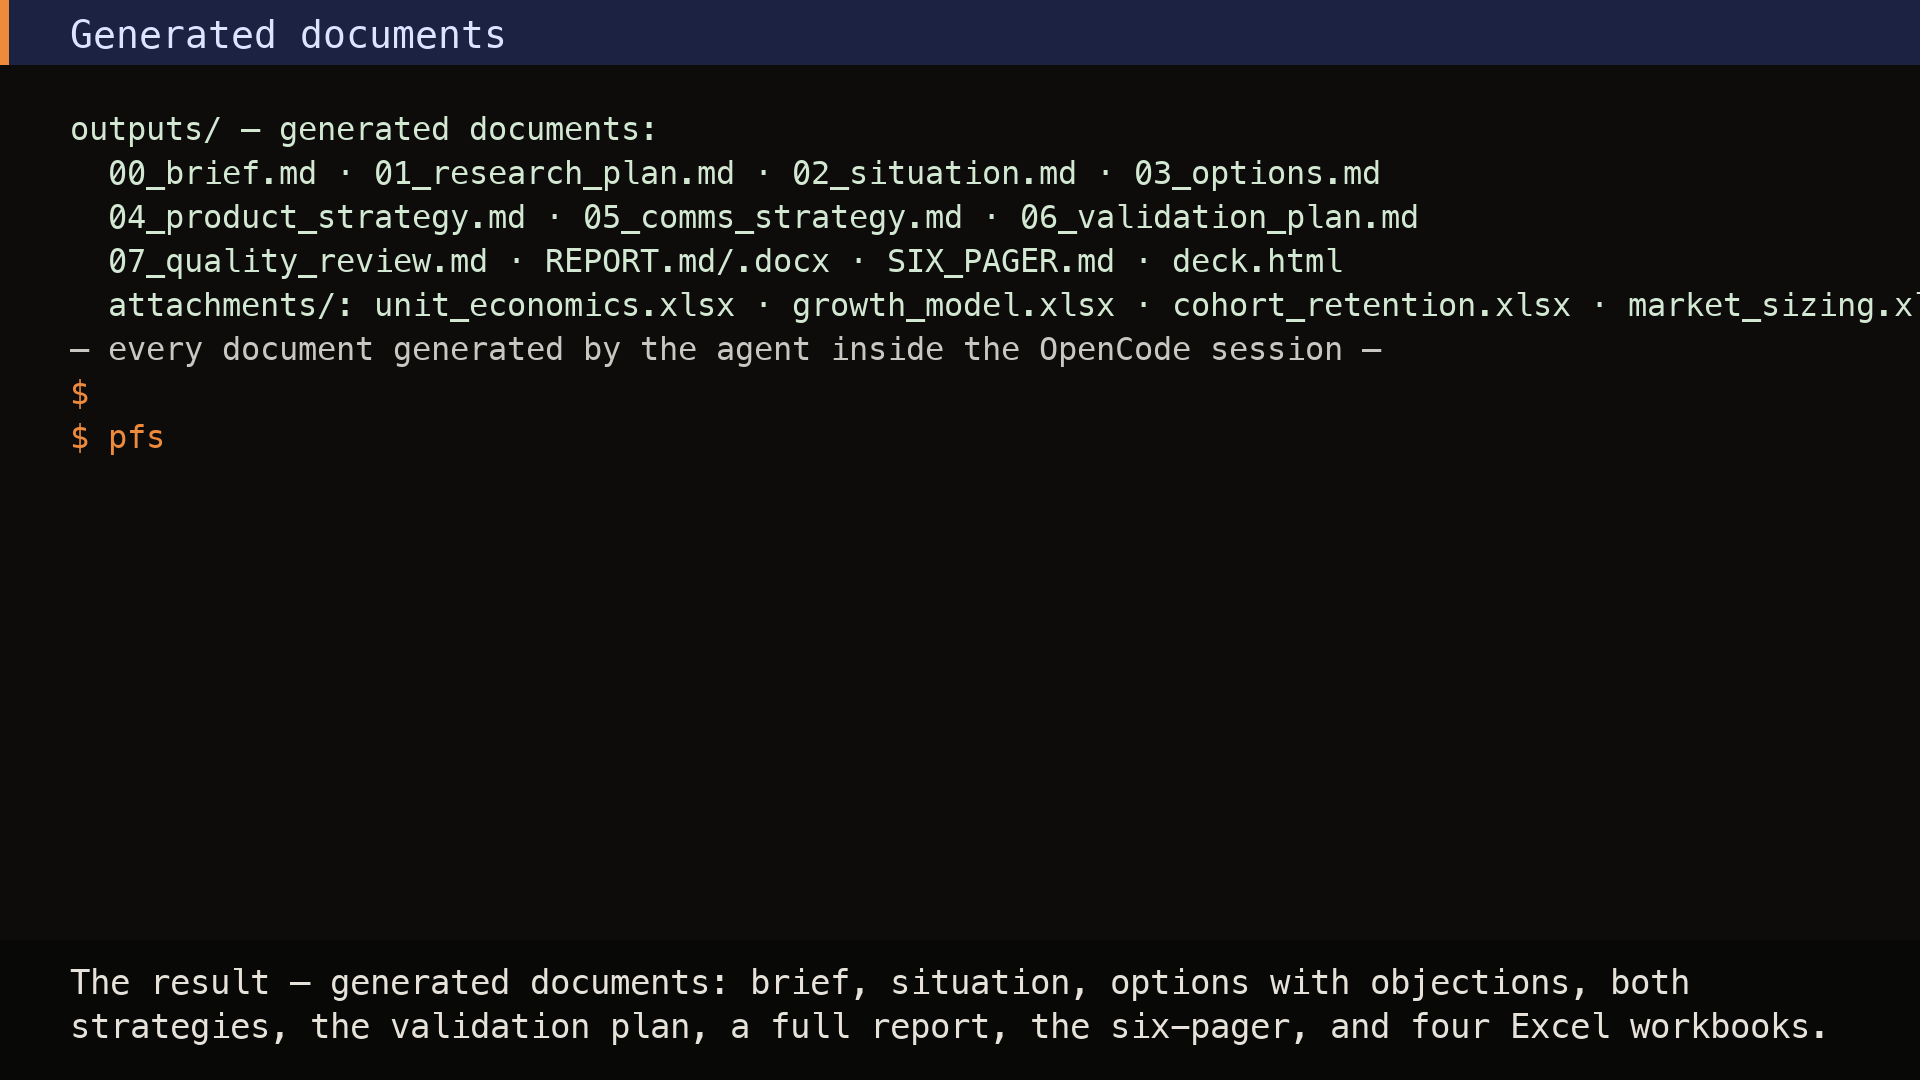 Generated documents
outputs/ — generated documents:
00_brief.md · 01_research_plan.md · 02_situation.md · 03_options.md
04_product_strategy.md · 05_comms_strategy.md · 06_validation_plan.md
07_quality_review.md · REPORT.md/.docx · SIX_PAGER.md · deck.html
attachments/: unit_economics.xlsx · growth_model.xlsx · cohort_retention.xlsx · market_sizing.xl
— every document generated by the agent inside the OpenCode session —
$
$ pfs
The result — generated documents: brief, situation, options with objections, both
strategies, the validation plan, a full report, the six-pager, and four Excel workbooks.